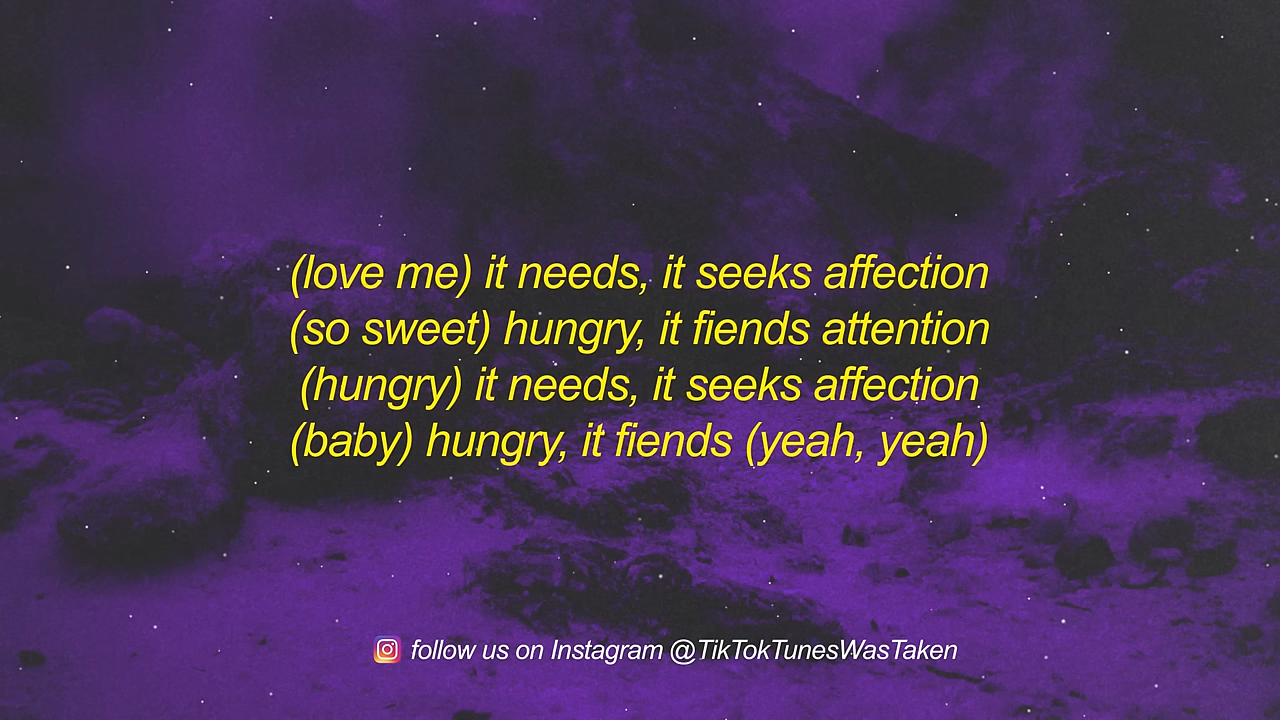 (love me) it needs, it seeks affection
(so sweet) hungry, it fiends attention
(hungry) it needs, it seeks affection
(baby) hungry, it fiends (yeah, yeah)
follow us on Instagram @TikTokTunesWasTaken